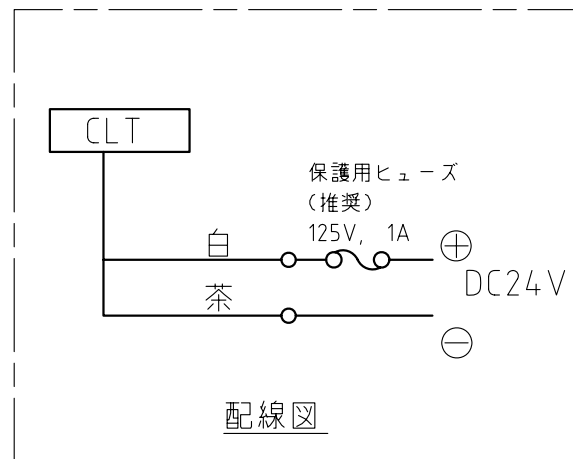 CLT
保護用ヒューズ
(推奨)
125V, 1A
白
⊕
DC24V
茶
⊖
配線図